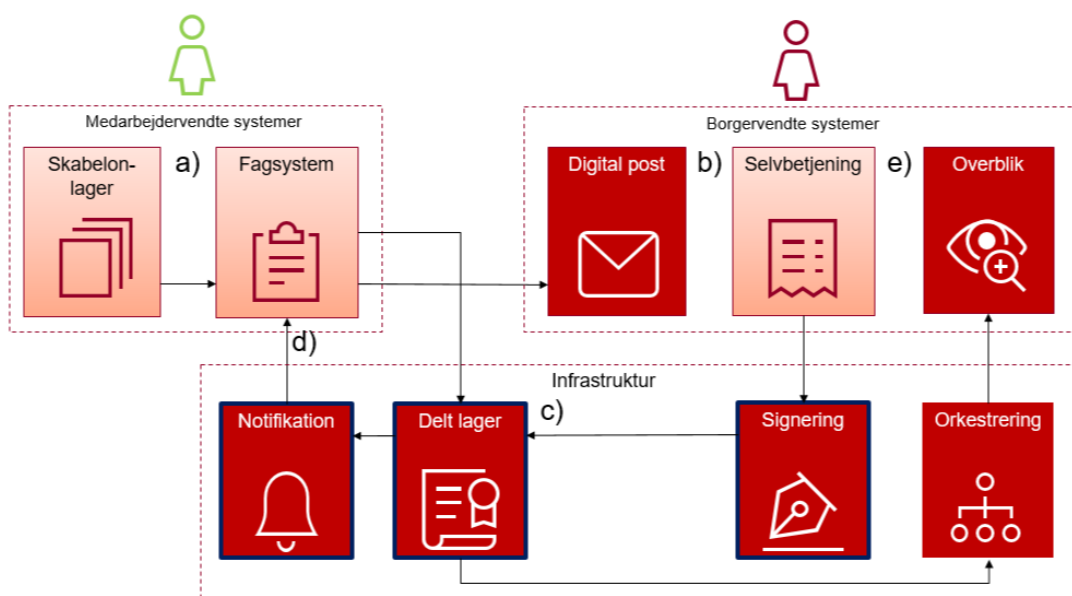 Medarbejdervendte systemer
Borgervendte systemer
Skabelon-
lager
a)
Fagsystem
Digital post
b)
Selvbetjening
e)
Overblik
d)
Infrastruktur
Notifikation
Delt lager
c)
Signering
Orkestrering